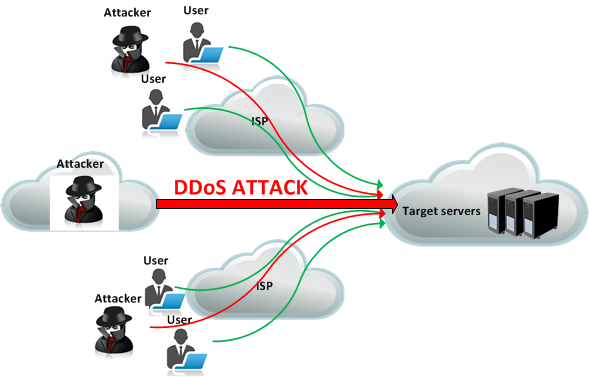 Attacker
User
User
ISP
Attacker
DDoS ATTACK
Target servers
User
ISP
Attacker
User